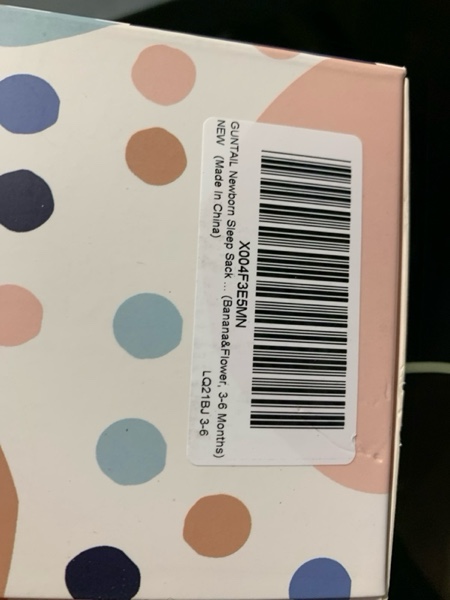 X004F3E5MN
GUNTAIL Newborn Sleep Sack ... (Banana&Flower, 3-6 Months)
NEW (Made In China)
LQ21BJ 3-6